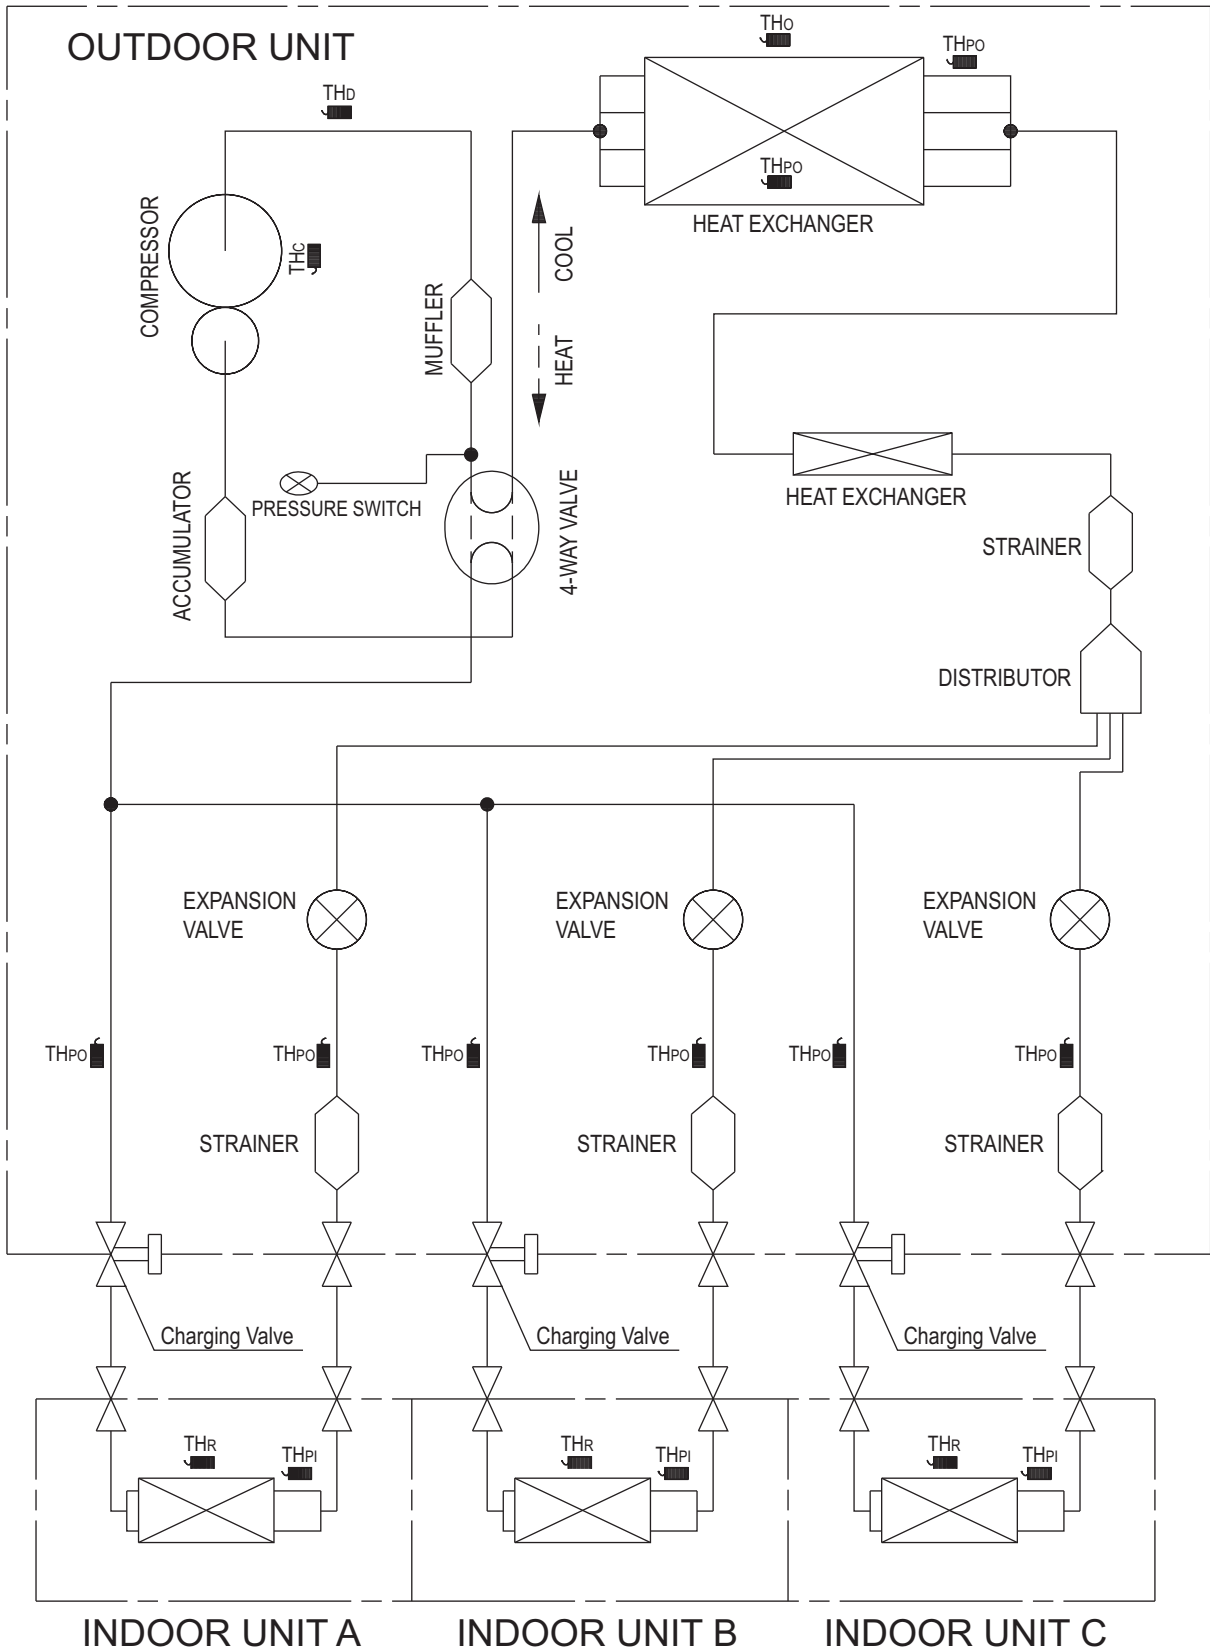 OUTDOOR UNIT
THO
THPO
THD
THPO
HEAT EXCHANGER
COMPRESSOR
THC
COOL
MUFFLER
HEAT
HEAT EXCHANGER
ACCUMULATOR
PRESSURE SWITCH
4-WAY VALVE
STRAINER
DISTRIBUTOR
EXPANSION
VALVE
EXPANSION
VALVE
EXPANSION
VALVE
THPO
THPO
THPO
THPO
THPO
THPO
STRAINER
STRAINER
STRAINER
Charging Valve
Charging Valve
Charging Valve
THR
THPI
THR
THPI
THR
THPI
INDOOR UNIT A
INDOOR UNIT B
INDOOR UNIT C